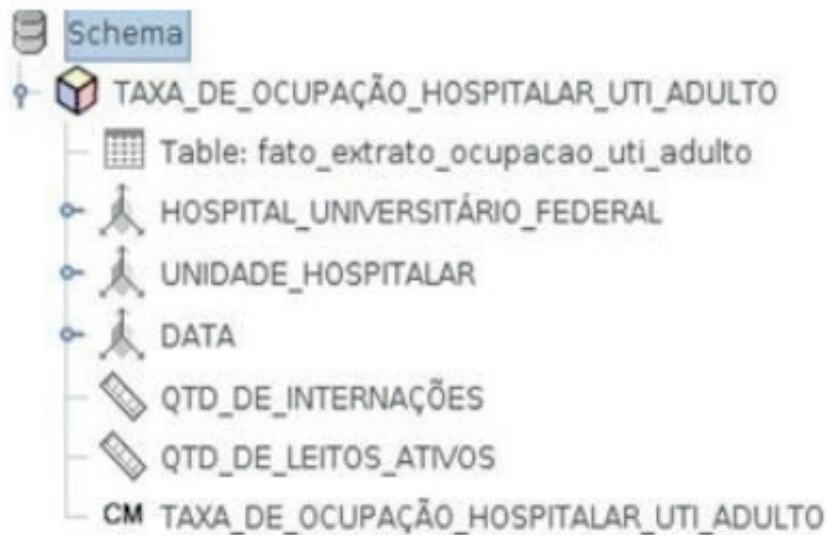 Schema
TAXA_DE_OCUPAÇÃO_HOSPITALAR_UTI_ADULTO
Table: fato_extrato_ocupacao_uti_adulto
HOSPITAL_UNIVERSITÁRIO_FEDERAL
UNIDADE_HOSPITALAR
DATA
QTD_DE_INTERNAÇÕES
QTD_DE_LEITOS_ATIVOS
CM TAXA_DE_OCUPAÇÃO_HOSPITALAR_UTI_ADULTO